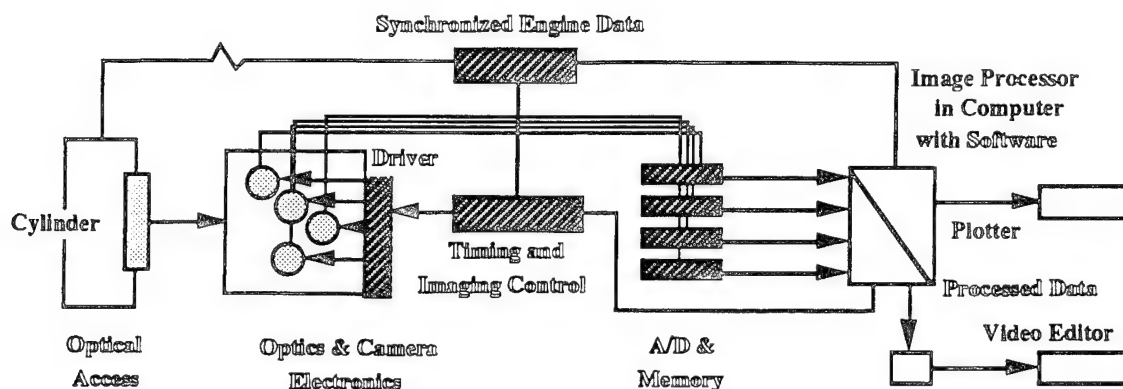 Synchronized Engine Data
Image Processor
in Computer
with Software
Driver
Cylinder
Plotter
Timing and
Imaging Control
Processed Data
Video Editor
Optical
Access
Optics & Camera
Electronics
A/D &
Memory